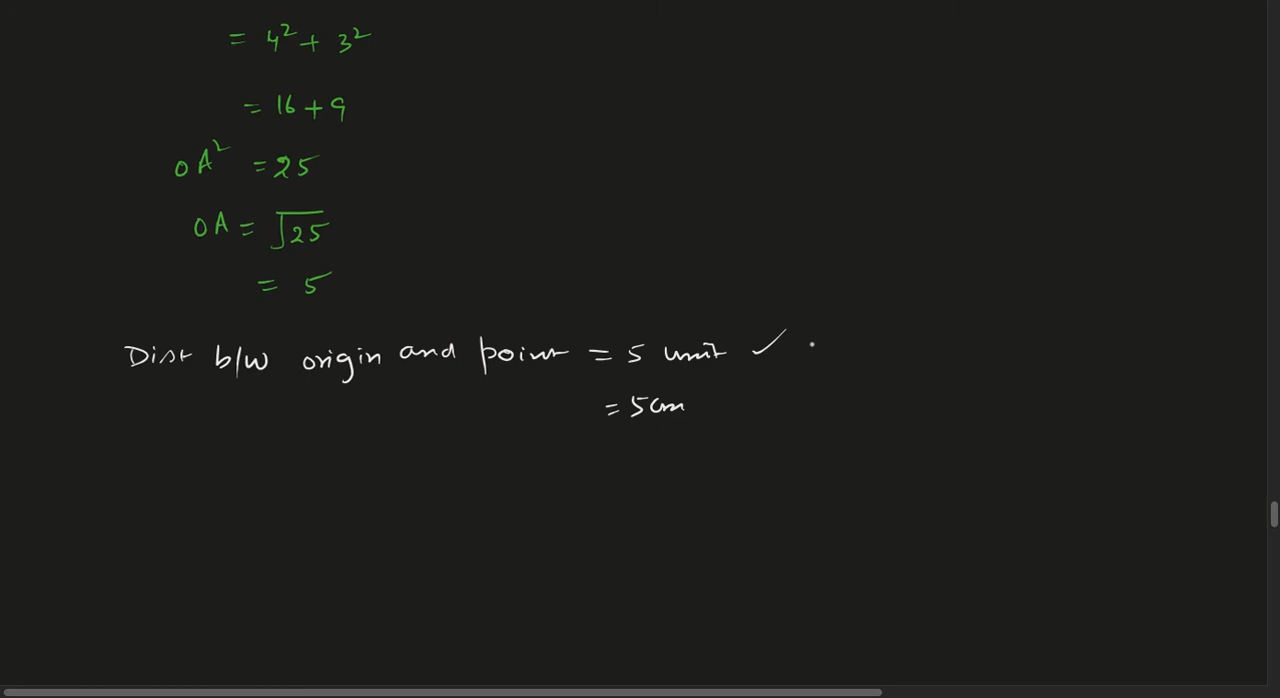 = 4² + 3²
= 16 + 9
OA² = 25
OA = √25
= 5
Dist b/w origin and point = 5 unit ✓
= 5cm